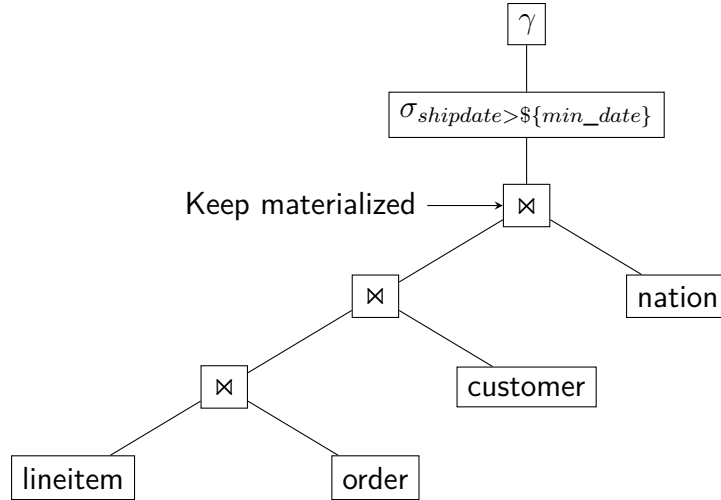 γ
σshipdate>${min_date}
Keep materialized
⋈
⋈
nation
⋈
customer
lineitem
order